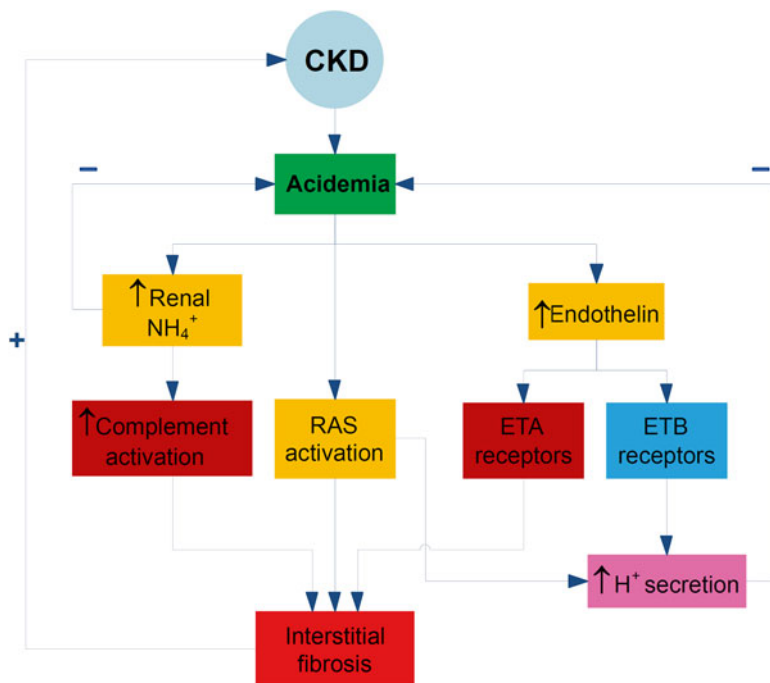 CKD
–
–
Acidemia
↑Renal
NH₄⁺
↑Endothelin
+
↑Complement
activation
RAS
activation
ETA
receptors
ETB
receptors
↑H⁺ secretion
Interstitial
fibrosis